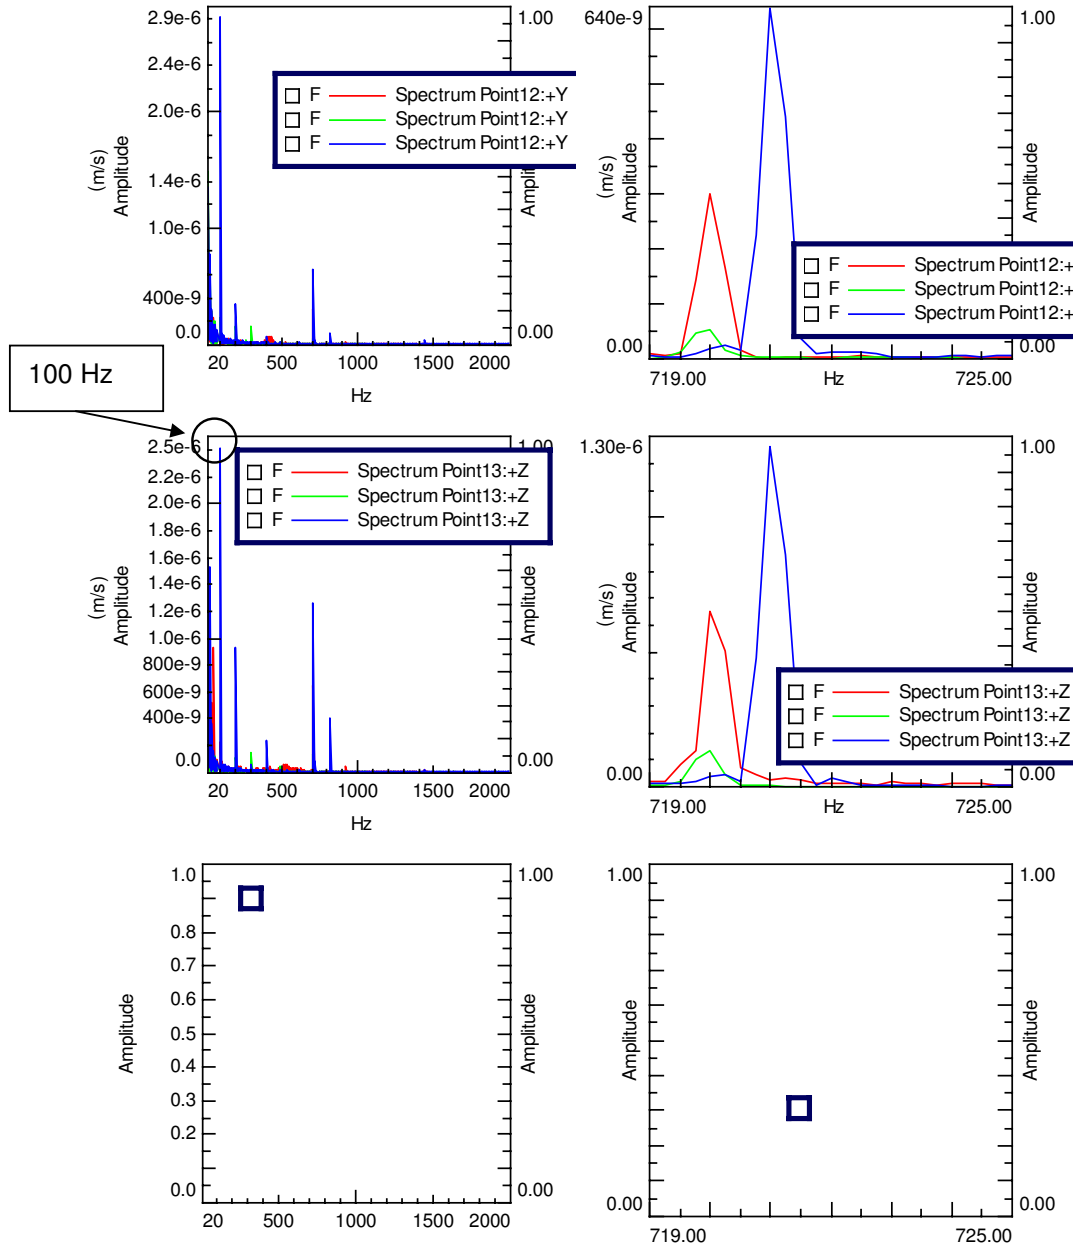 2.9e-6
2.4e-6
2.0e-6
1.4e-6
1.0e-6
400e-9
0.0
(m/s)
Amplitude
1.00
0.00
Amplitude
F Spectrum Point12:+Y
F Spectrum Point12:+Y
F Spectrum Point12:+Y
20 500 1000 2000
Hz
640e-9
0.00
(m/s)
Amplitude
1.00
0.00
Amplitude
F Spectrum Point12:+
F Spectrum Point12:+
F Spectrum Point12:+
719.00 Hz 725.00
100 Hz
2.5e-6
2.2e-6
2.0e-6
1.8e-6
1.6e-6
1.4e-6
1.2e-6
1.0e-6
800e-9
600e-9
400e-9
0.0
(m/s)
Amplitude
1.00
0.00
Amplitude
F Spectrum Point13:+Z
F Spectrum Point13:+Z
F Spectrum Point13:+Z
20 500 1000 1500 2000
Hz
1.30e-6
0.00
(m/s)
Amplitude
1.00
0.00
Amplitude
F Spectrum Point13:+Z
F Spectrum Point13:+Z
F Spectrum Point13:+Z
719.00 Hz 725.00
1.0
0.8
0.7
0.6
0.5
0.4
0.3
0.2
0.0
Amplitude
1.00
0.00
Amplitude
20 500 1000 1500 2000
1.00
0.00
Amplitude
1.00
0.00
Amplitude
719.00 725.00